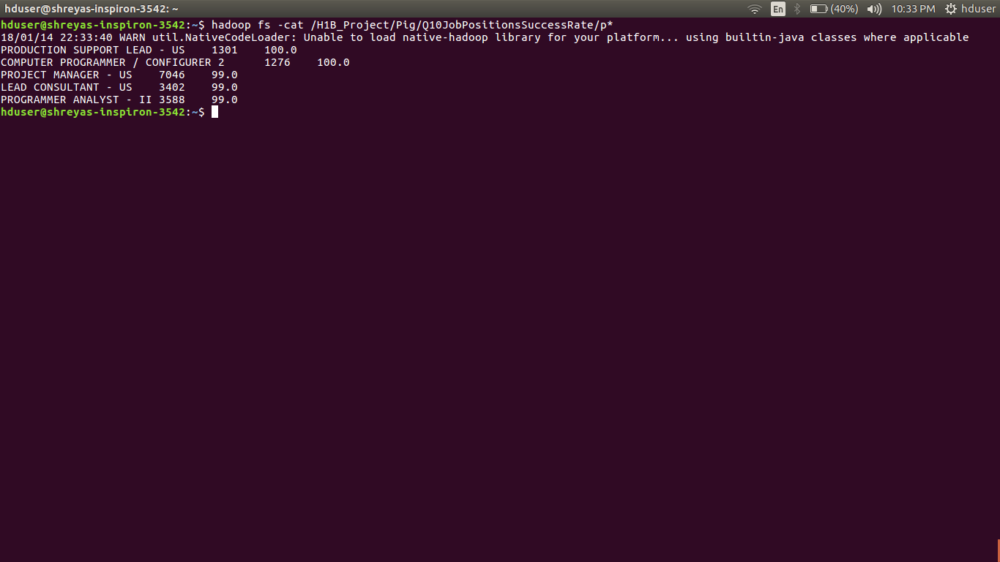 hduser@shreyas-inspiron-3542: ~ En (40%) 10:33 PM hduser
hduser@shreyas-inspiron-3542:~$ hadoop fs -cat /H1B_Project/Pig/Q10JobPositionsSuccessRate/p*
18/01/14 22:33:40 WARN util.NativeCodeLoader: Unable to load native-hadoop library for your platform... using builtin-java classes where applicable
PRODUCTION SUPPORT LEAD - US	1301	100.0
COMPUTER PROGRAMMER / CONFIGURER 2	1276	100.0
PROJECT MANAGER - US	7046	99.0
LEAD CONSULTANT - US	3402	99.0
PROGRAMMER ANALYST - II	3588	99.0
hduser@shreyas-inspiron-3542:~$